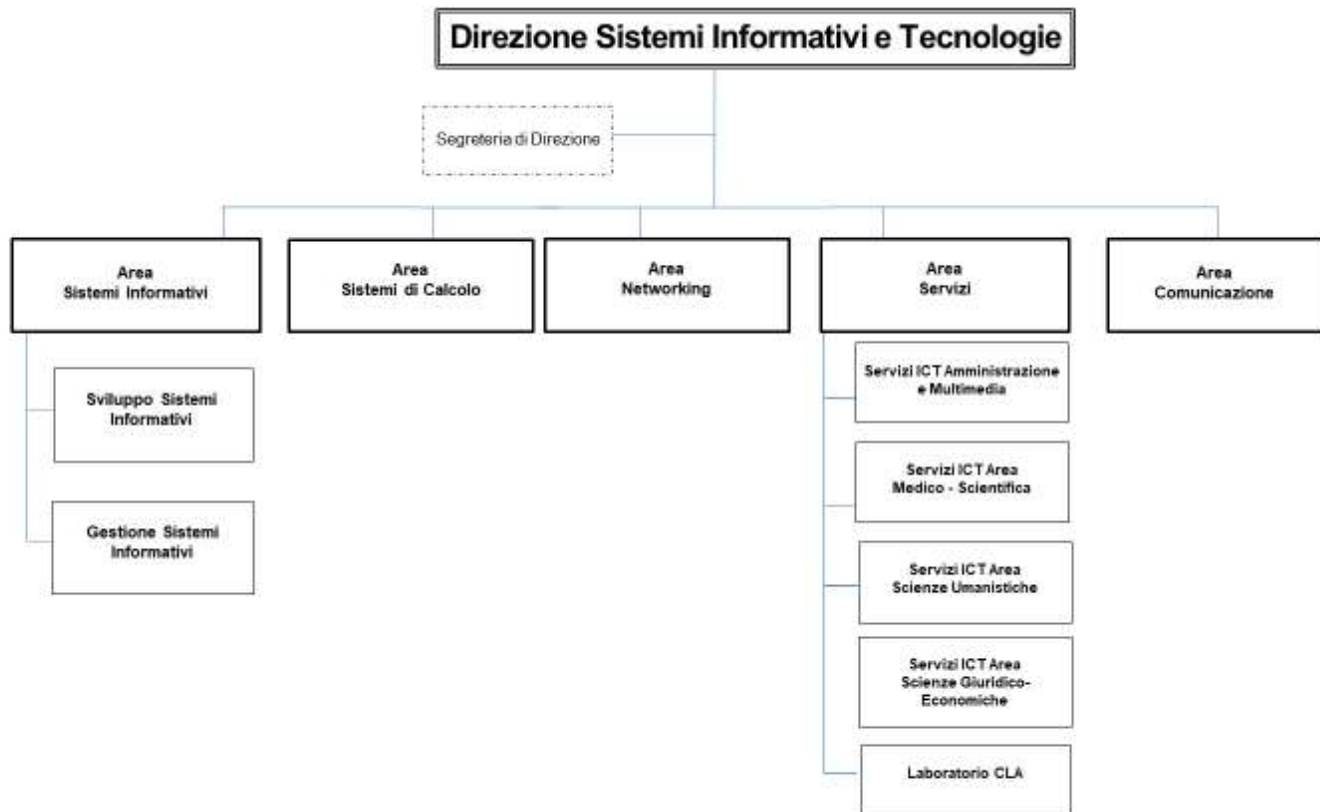 Direzione Sistemi Informativi e Tecnologie
Segreteria di Direzione
Area
Sistemi Informativi
Area
Sistemi di Calcolo
Area
Networking
Area
Servizi
Area
Comunicazione
Sviluppo Sistemi
Informativi
Gestione Sistemi
Informativi
Servizi ICT Amministrazione
e Multimedia
Servizi ICT Area
Medico - Scientifica
Servizi ICT Area
Scienze Umanistiche
Servizi ICT Area
Scienze Giuridico-
Economiche
Laboratorio CLA